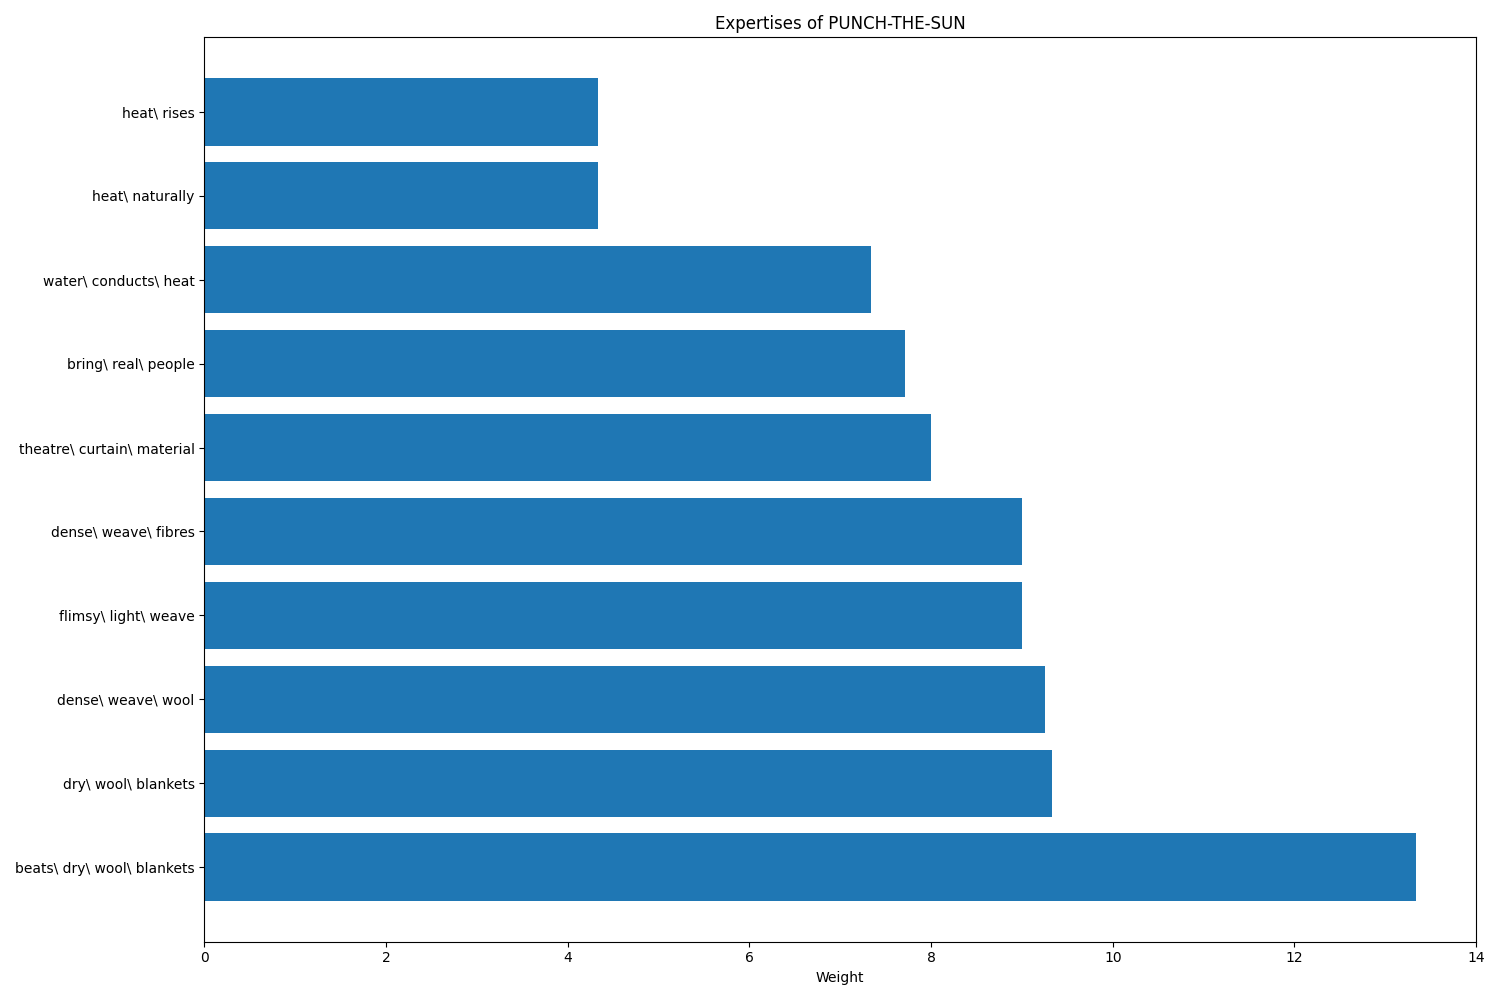 Expertises of PUNCH-THE-SUN
heat\ rises
heat\ naturally
water\ conducts\ heat
bring\ real\ people
theatre\ curtain\ material
dense\ weave\ fibres
flimsy\ light\ weave
dense\ weave\ wool
dry\ wool\ blankets
beats\ dry\ wool\ blankets
0 2 4 6 8 10 12 14
Weight